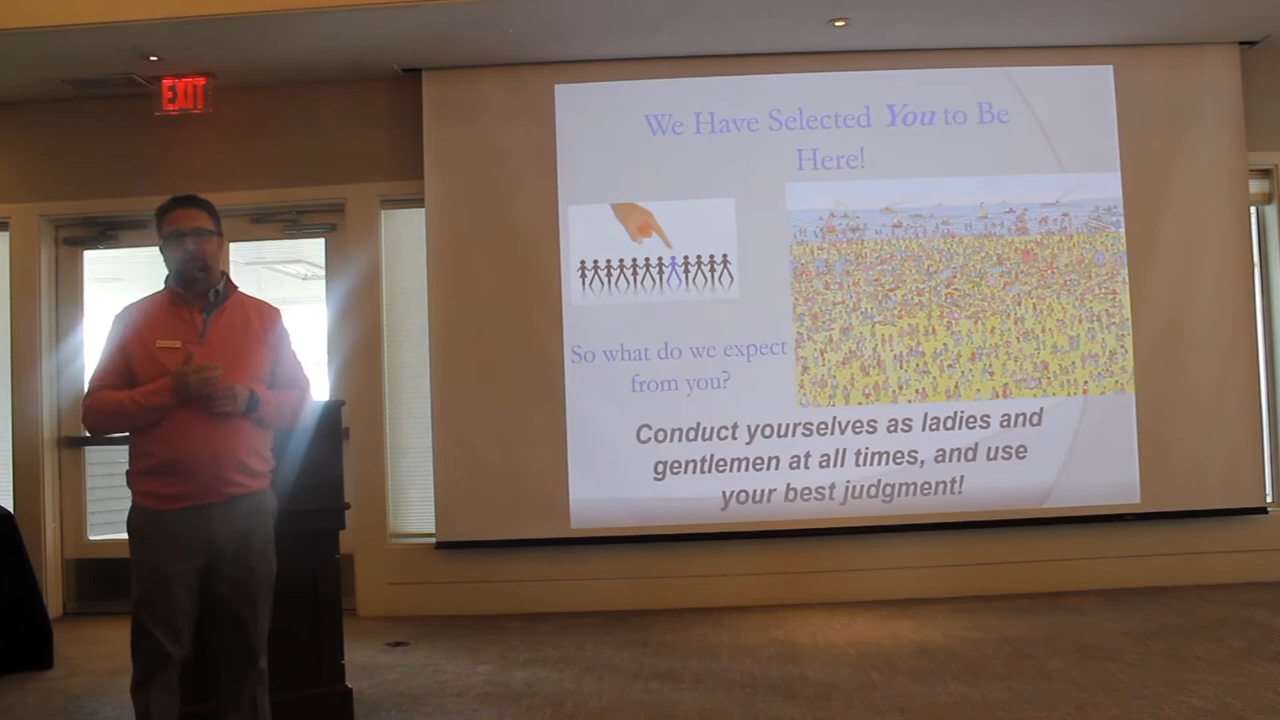 EXIT
We Have Selected You to Be
Here!
So what do we expect
from you?
Conduct yourselves as ladies and
gentlemen at all times, and use
your best judgment!